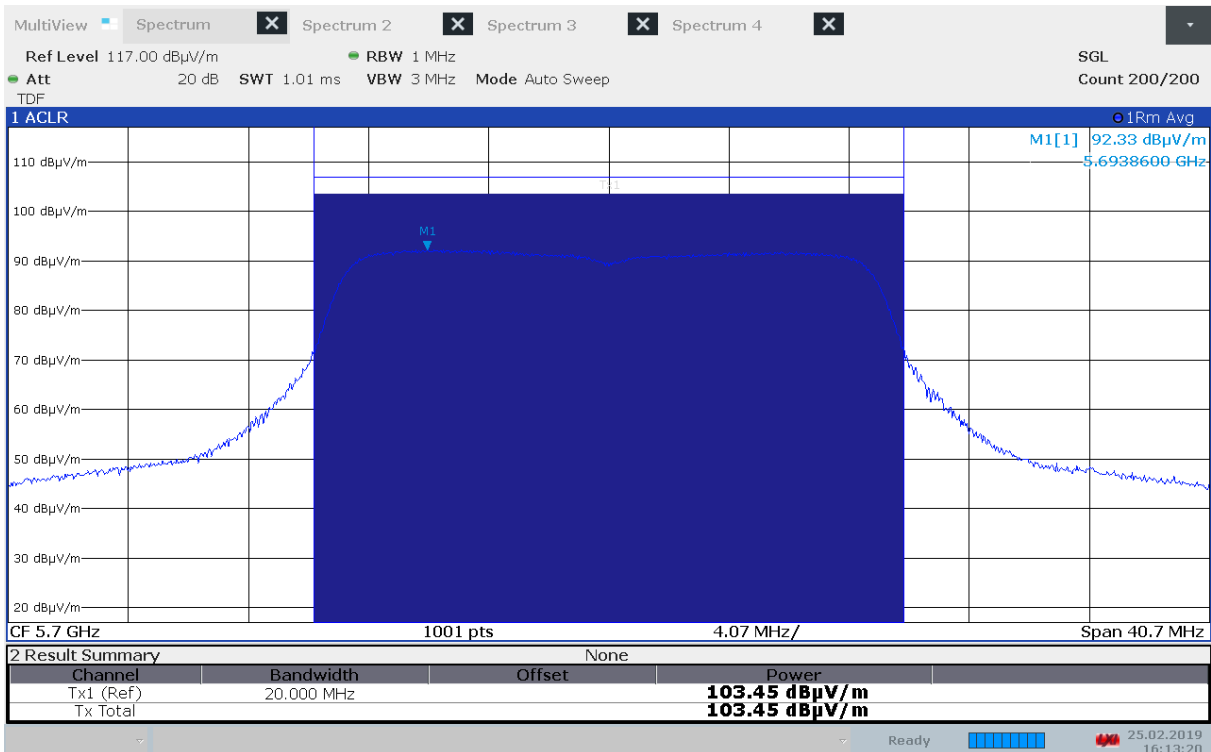 MultiView Spectrum Spectrum 2 Spectrum 3 Spectrum 4
Ref Level 117.00 dBµV/m RBW 1 MHz SGL
Att 20 dB SWT 1.01 ms VBW 3 MHz Mode Auto Sweep Count 200/200
TDF
1 ACLR 1Rm Avg
M1[1] 92.33 dBµV/m
5.6938600 GHz
110 dBµV/m
Tx1
100 dBµV/m
M1
90 dBµV/m
80 dBµV/m
70 dBµV/m
60 dBµV/m
50 dBµV/m
40 dBµV/m
30 dBµV/m
20 dBµV/m
CF 5.7 GHz 1001 pts 4.07 MHz/ Span 40.7 MHz
2 Result Summary None
Channel Bandwidth Offset Power
Tx1 (Ref) 20.000 MHz 103.45 dBµV/m
Tx Total 103.45 dBµV/m
Ready 25.02.2019
16:13:20